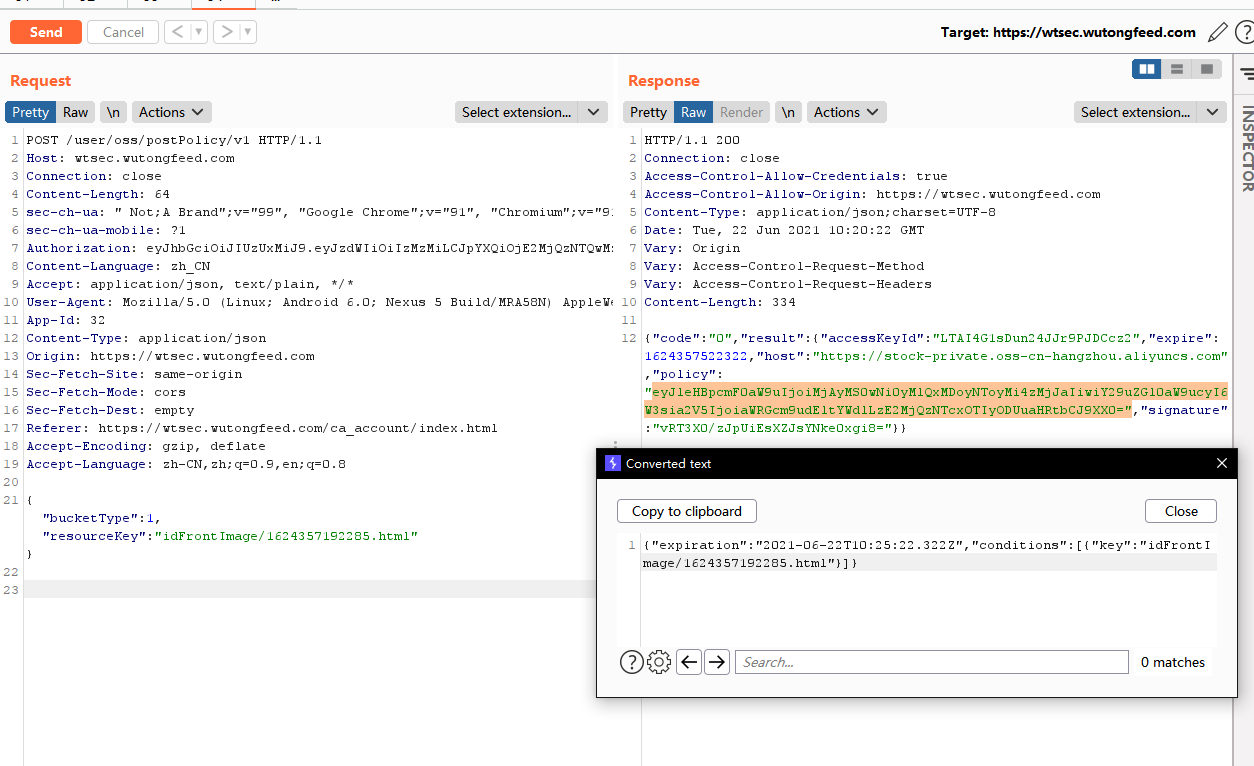 Send
Cancel
Target: https://wtsec.wutongfeed.com
Request
Pretty Raw \n Actions
Select extension...
1 POST /user/oss/postPolicy/v1 HTTP/1.1
2 Host: wtsec.wutongfeed.com
3 Connection: close
4 Content-Length: 64
5 sec-ch-ua: " Not;A Brand";v="99", "Google Chrome";v="91", "Chromium";v="91
6 sec-ch-ua-mobile: ?1
7 Authorization: eyJhbGciOiJIUzUxMiJ9.eyJzdWIiOiIzMzMiLCJpYXQiOjE2MjQzNTQwMz
8 Content-Language: zh_CN
9 Accept: application/json, text/plain, */*
10 User-Agent: Mozilla/5.0 (Linux; Android 6.0; Nexus 5 Build/MRA58N) AppleWe
11 App-Id: 32
12 Content-Type: application/json
13 Origin: https://wtsec.wutongfeed.com
14 Sec-Fetch-Site: same-origin
15 Sec-Fetch-Mode: cors
16 Sec-Fetch-Dest: empty
17 Referer: https://wtsec.wutongfeed.com/ca_account/index.html
18 Accept-Encoding: gzip, deflate
19 Accept-Language: zh-CN,zh;q=0.9,en;q=0.8
20
21 {
"bucketType":1,
"resourceKey":"idFrontImage/1624357192285.html"
}
22
23
Response
Pretty Raw Render \n Actions
Select extension...
1 HTTP/1.1 200
2 Connection: close
3 Access-Control-Allow-Credentials: true
4 Access-Control-Allow-Origin: https://wtsec.wutongfeed.com
5 Content-Type: application/json;charset=UTF-8
6 Date: Tue, 22 Jun 2021 10:20:22 GMT
7 Vary: Origin
8 Vary: Access-Control-Request-Method
9 Vary: Access-Control-Request-Headers
10 Content-Length: 334
11
12 {"code":"0","result":{"accessKeyId":"LTAI4G1sDun24JJr9PJDCcz2","expire":
1624357522322,"host":"https://stock-private.oss-cn-hangzhou.aliyuncs.com"
,"policy":
"eyJleHBpcmF0aW9uIjoiMjAyMS0wNi0yMlQxMDoyNToyMi4zMjJaIiwiY29uZGl0aW9ucyI6
W3sia2V5IjoiaWRGcm9udEltYWdlLzE2MjQzNTcxOTIyODUuaHRtbCJ9XX0=","signature"
:"vRT3X0/zJpUiEsXZJsYNke0xgi8="}}
INSPECTOR
Converted text
Copy to clipboard
Close
1 {"expiration":"2021-06-22T10:25:22.322Z","conditions":[{"key":"idFrontI
mage/1624357192285.html"}]}
Search...
0 matches